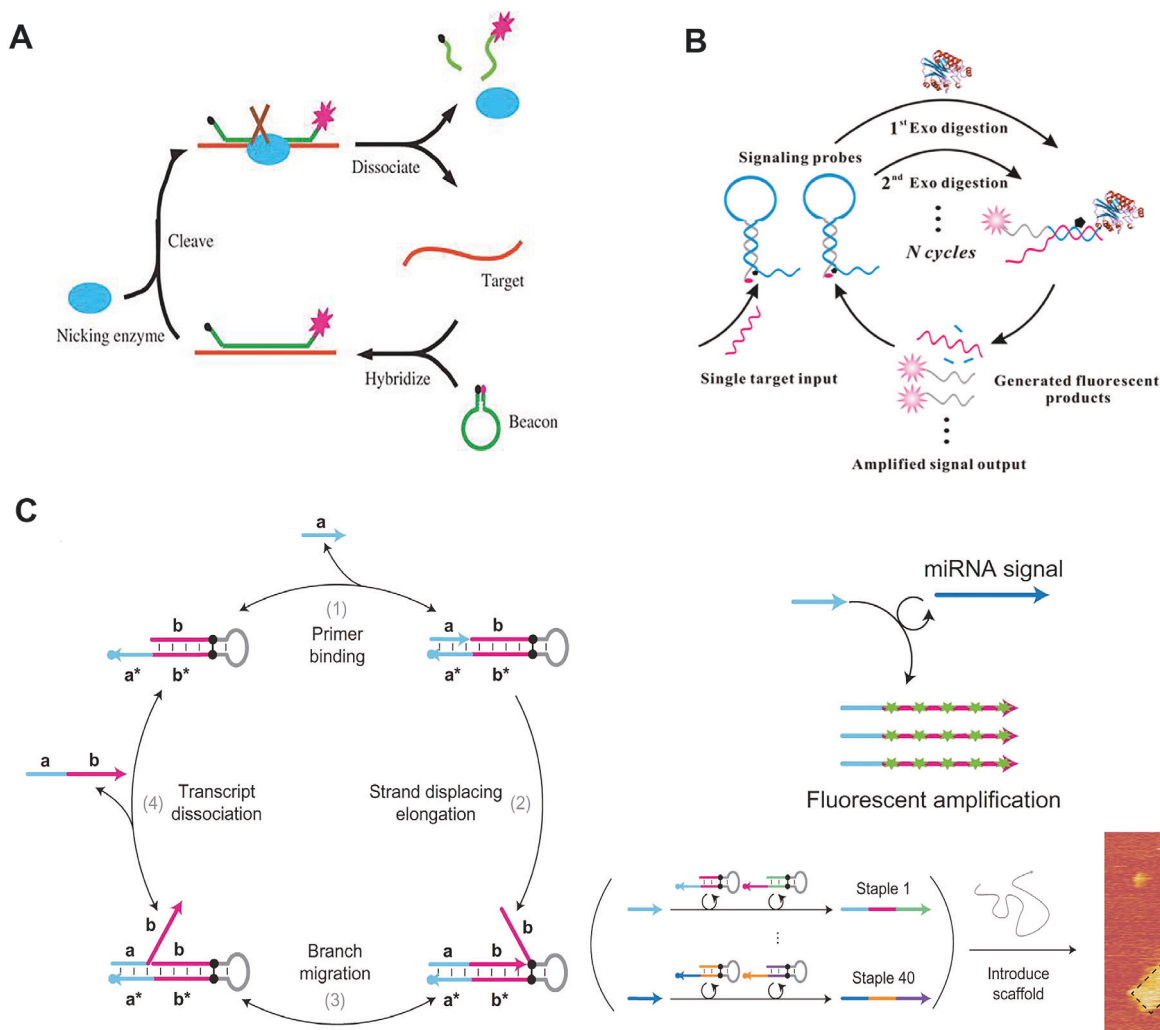 A
Dissociate
Cleave
Target
Nicking enzyme
Hybridize
Beacon
B
1st Exo digestion
Signaling probes
2nd Exo digestion
N cycles
Single target input
Generated fluorescent
products
Amplified signal output
C
a
b
(1)
Primer
binding
a* b*
a b
a* b*
a b
(4)
Transcript
dissociation
Strand displacing
elongation
(2)
b
a b
a* b*
Branch
migration
(3)
b
a b
a* b*
miRNA signal
Fluorescent amplification
Staple 1
Staple 40
Introduce
scaffold